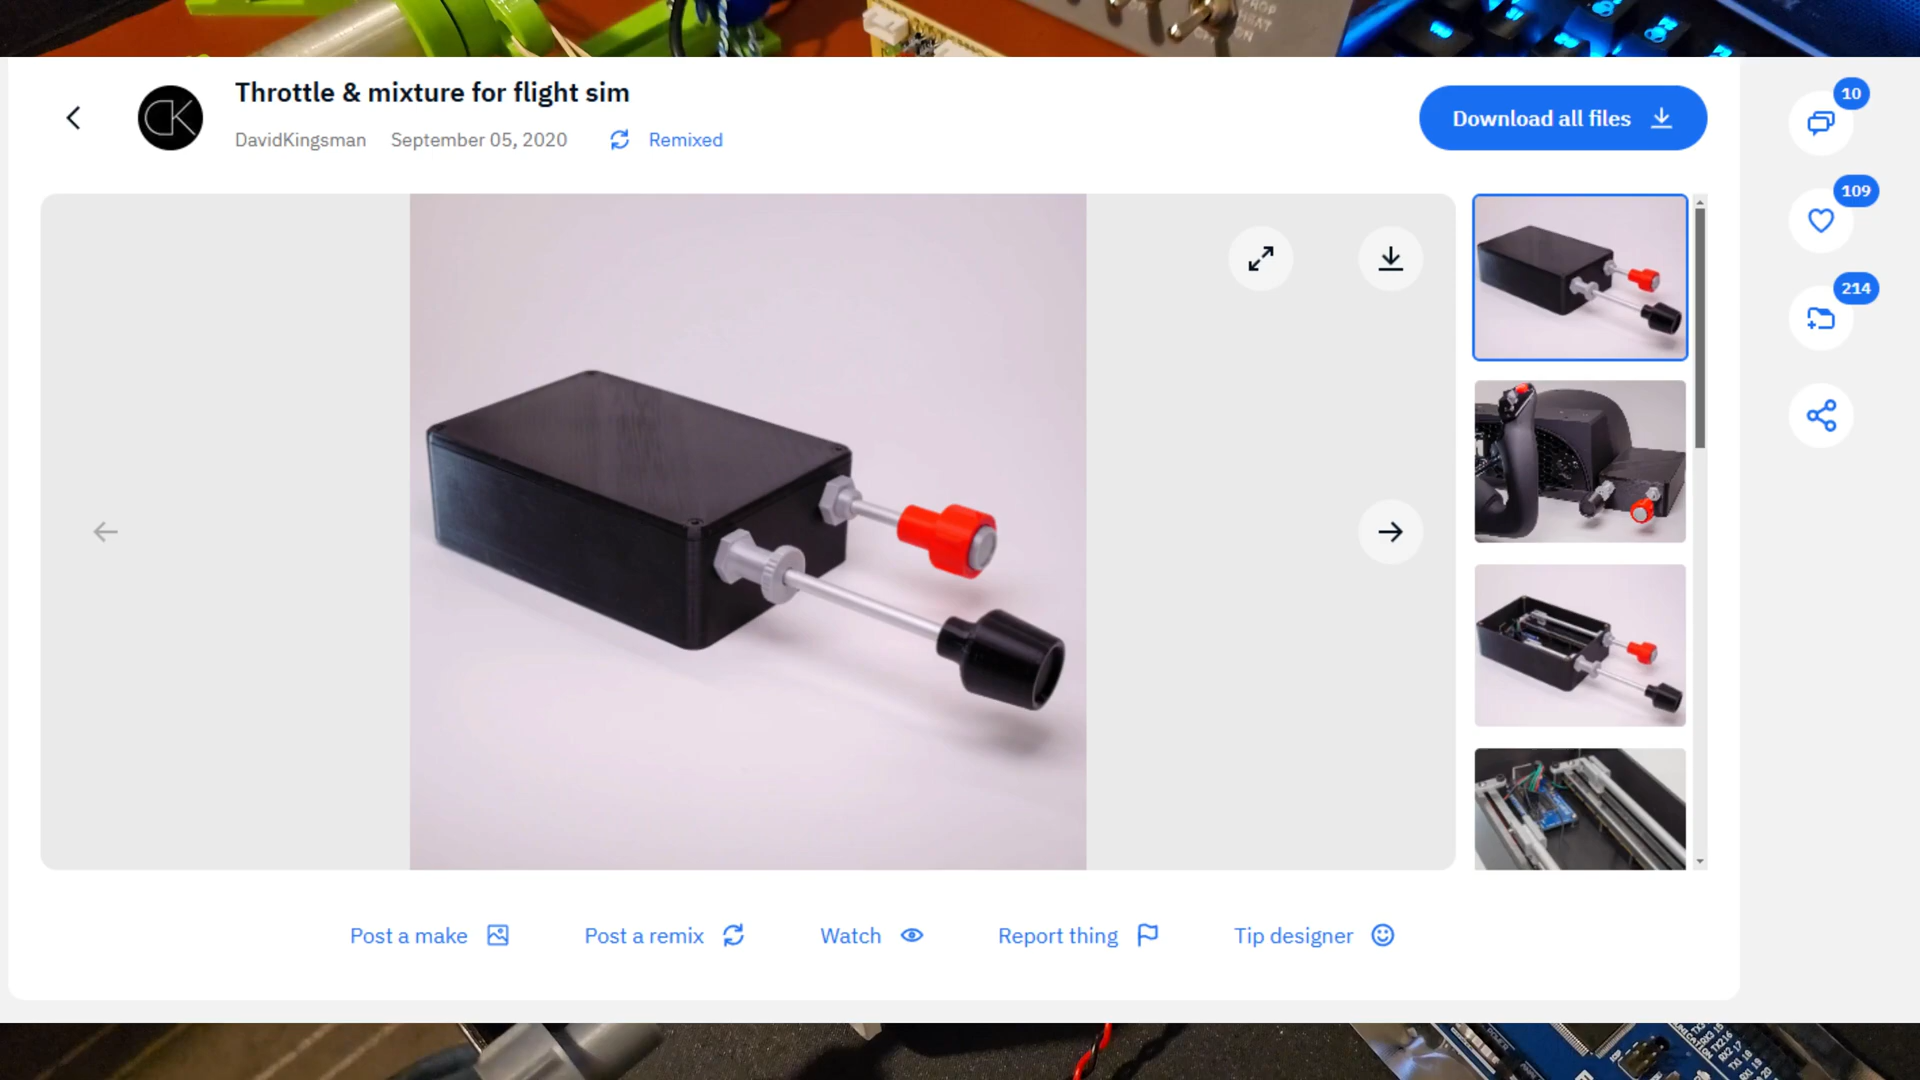 Throttle & mixture for flight sim
DavidKingsman September 05, 2020 Remixed
Download all files
10
109
214
Post a make
Post a remix
Watch
Report thing
Tip designer